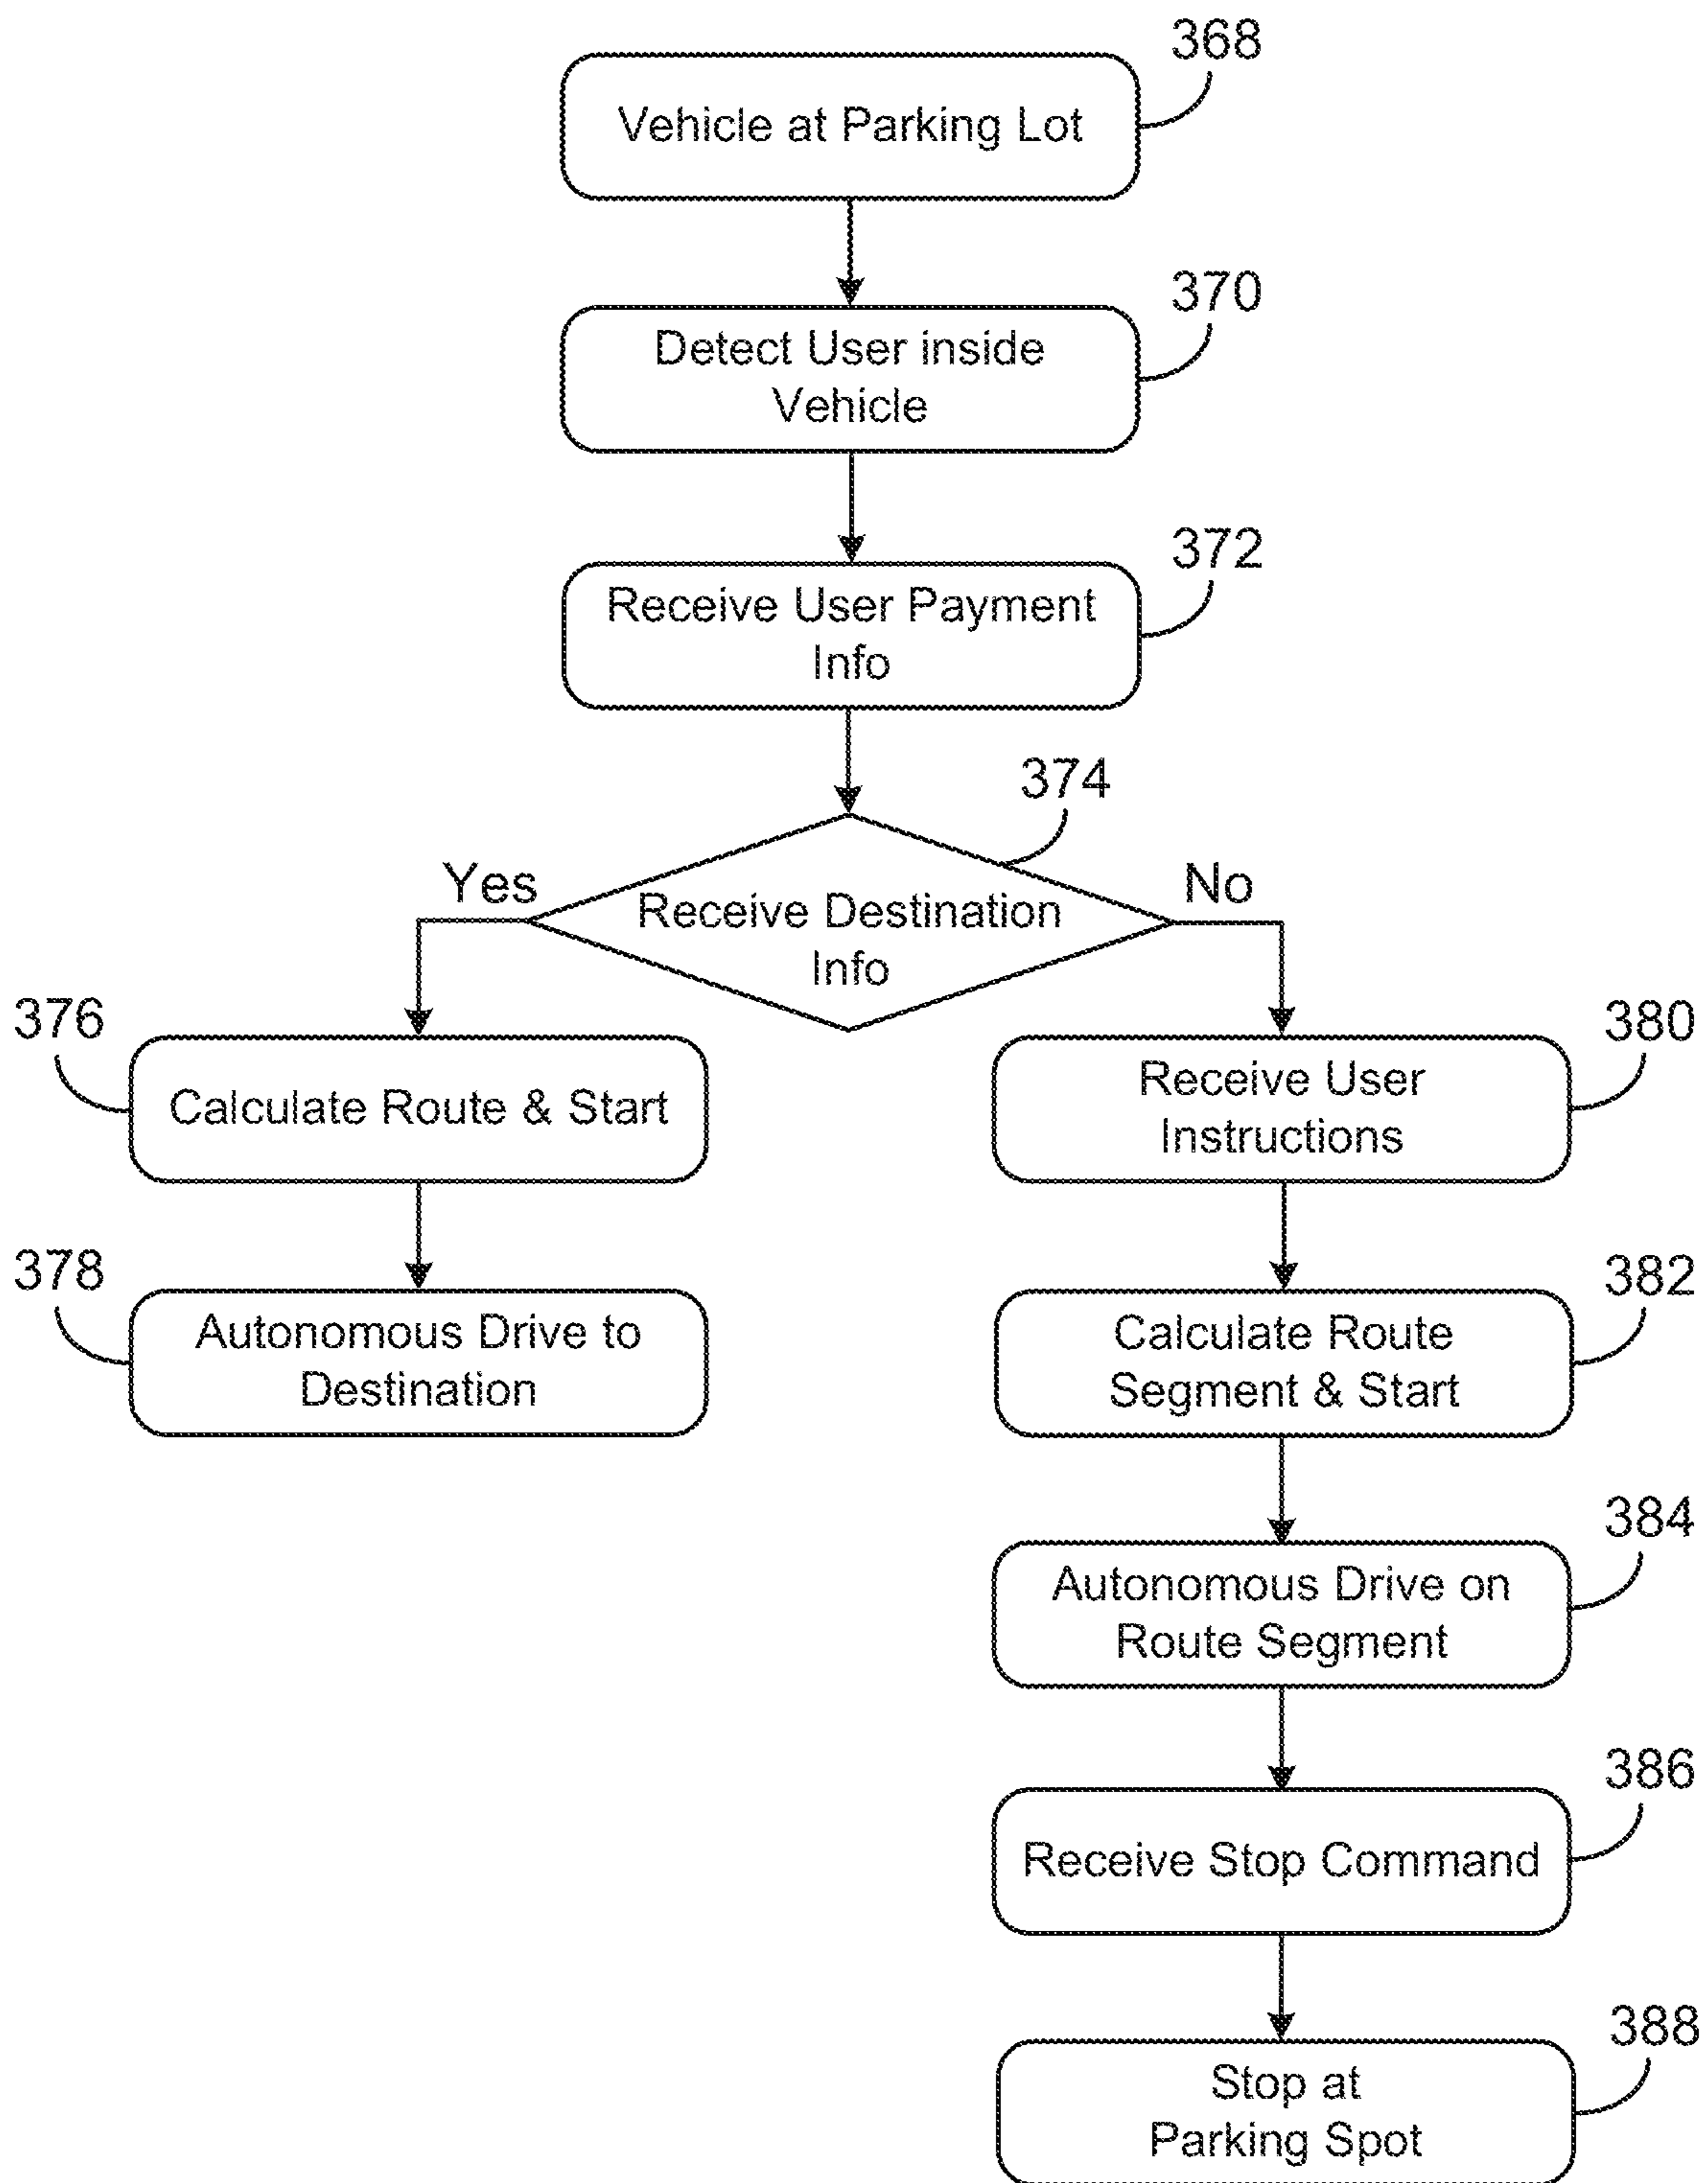 368
Vehicle at Parking Lot
370
Detect User inside
Vehicle
372
Receive User Payment
Info
374
Yes
No
Receive Destination
Info
376
Calculate Route & Start
380
Receive User
Instructions
378
Autonomous Drive to
Destination
382
Calculate Route
Segment & Start
384
Autonomous Drive on
Route Segment
386
Receive Stop Command
388
Stop at
Parking Spot